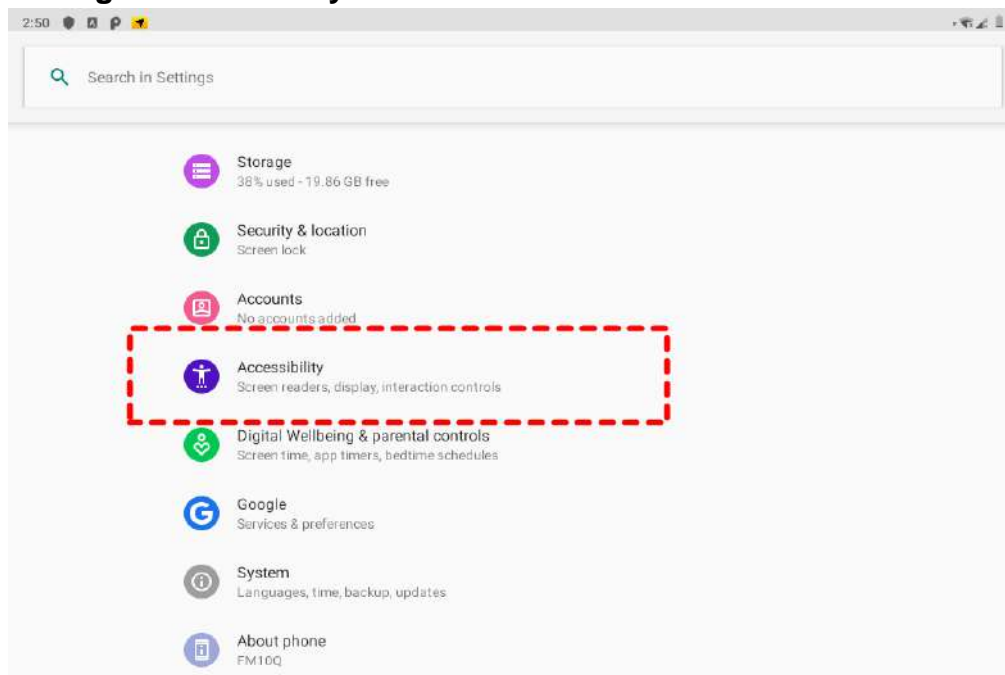 2:50
Search in Settings
Storage
38% used - 19.86 GB free
Security & location
Screen lock
Accounts
No accounts added
Accessibility
Screen readers, display, interaction controls
Digital Wellbeing & parental controls
Screen time, app timers, bedtime schedules
Google
Services & preferences
System
Languages, time, backup, updates
About phone
FM10Q